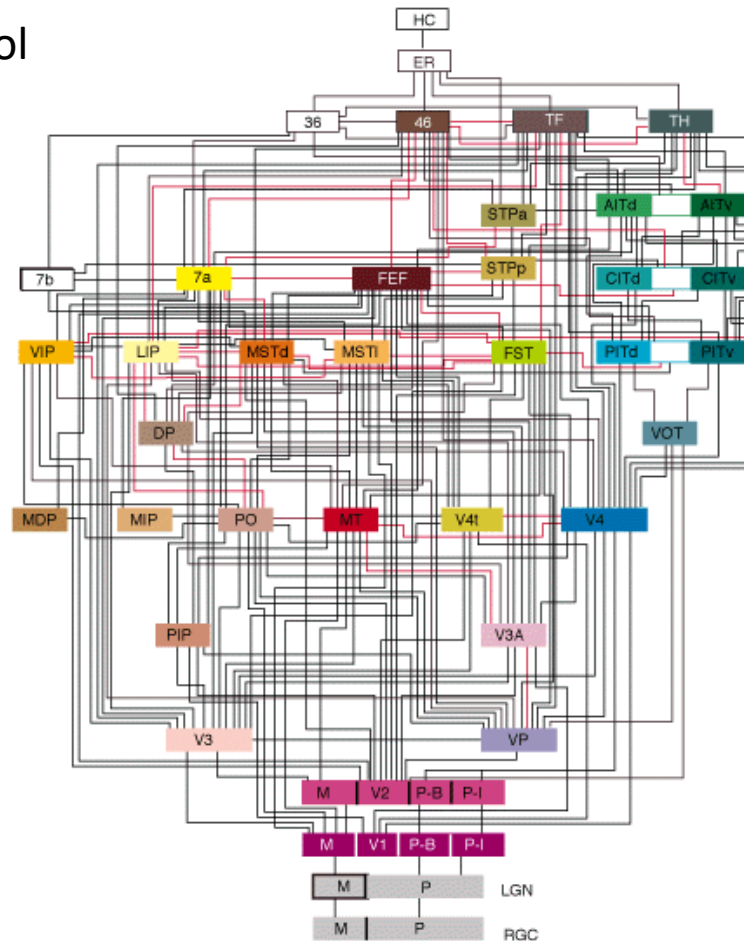 ol
HC
ER
36 46 TF TH
STPa AITd AITv
7b 7a FEF STPp CITd CITv
VIP LIP MSTd MSTl FST PITd PITv
DP VOT
MDP MIP PO MT V4t V4
PIP V3A
V3 VP
M V2 P-B P-I
M V1 P-B P-I
M P LGN
M P RGC